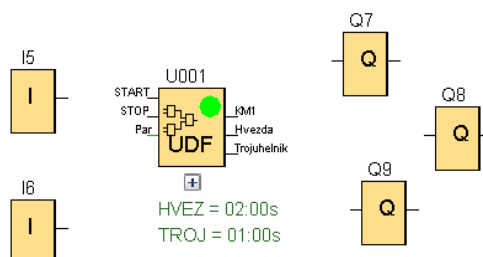 Q7
I5
Q
U001
I
START
Q8
STOP
KM1
Par
Hvezda
Q
UDF
Trojuhelnik
Q9
I6
HVEZ = 02:00s
Q
I
TROJ = 01:00s